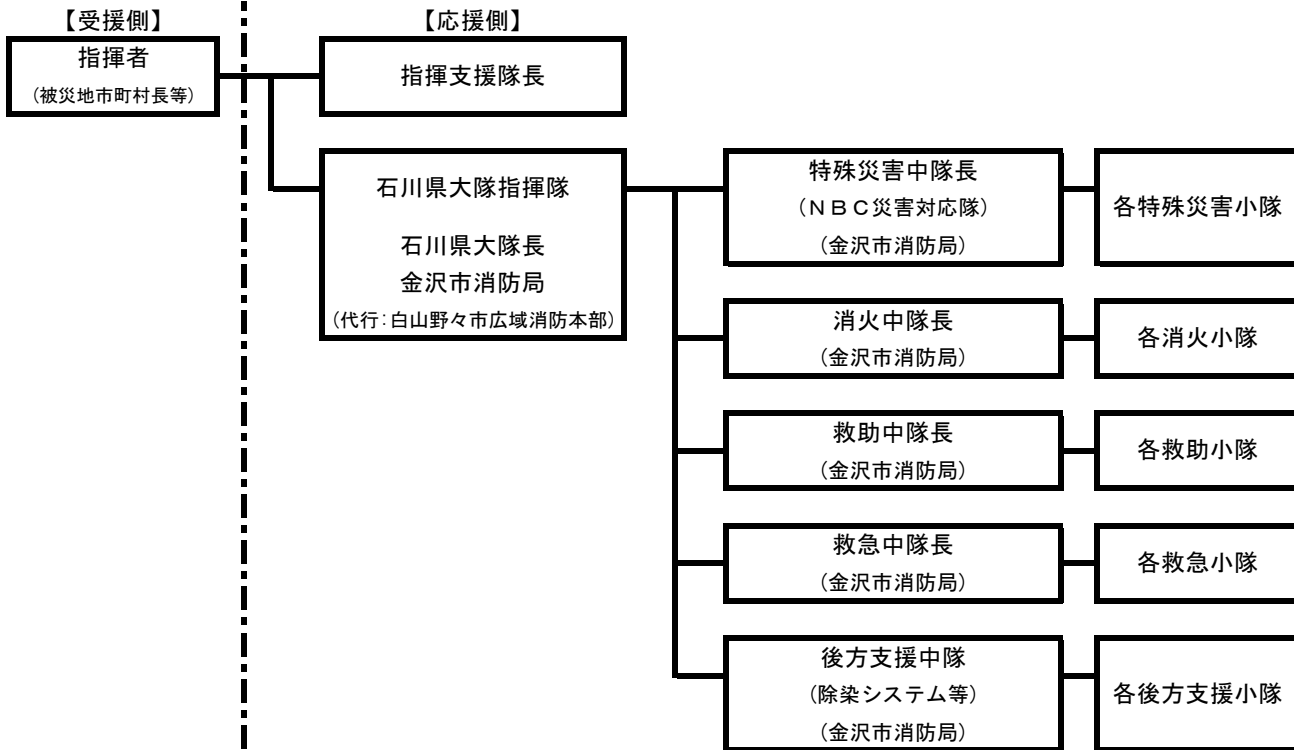 【受援側】
【応援側】
指揮者
(被災地市町村長等)
指揮支援隊長
石川県大隊指揮隊
石川県大隊長
金沢市消防局
(代行:白山野々市広域消防本部)
特殊災害中隊長
(NBC災害対応隊)
(金沢市消防局)
各特殊災害小隊
消火中隊長
(金沢市消防局)
各消火小隊
救助中隊長
(金沢市消防局)
各救助小隊
救急中隊長
(金沢市消防局)
各救急小隊
後方支援中隊
(除染システム等)
(金沢市消防局)
各後方支援小隊